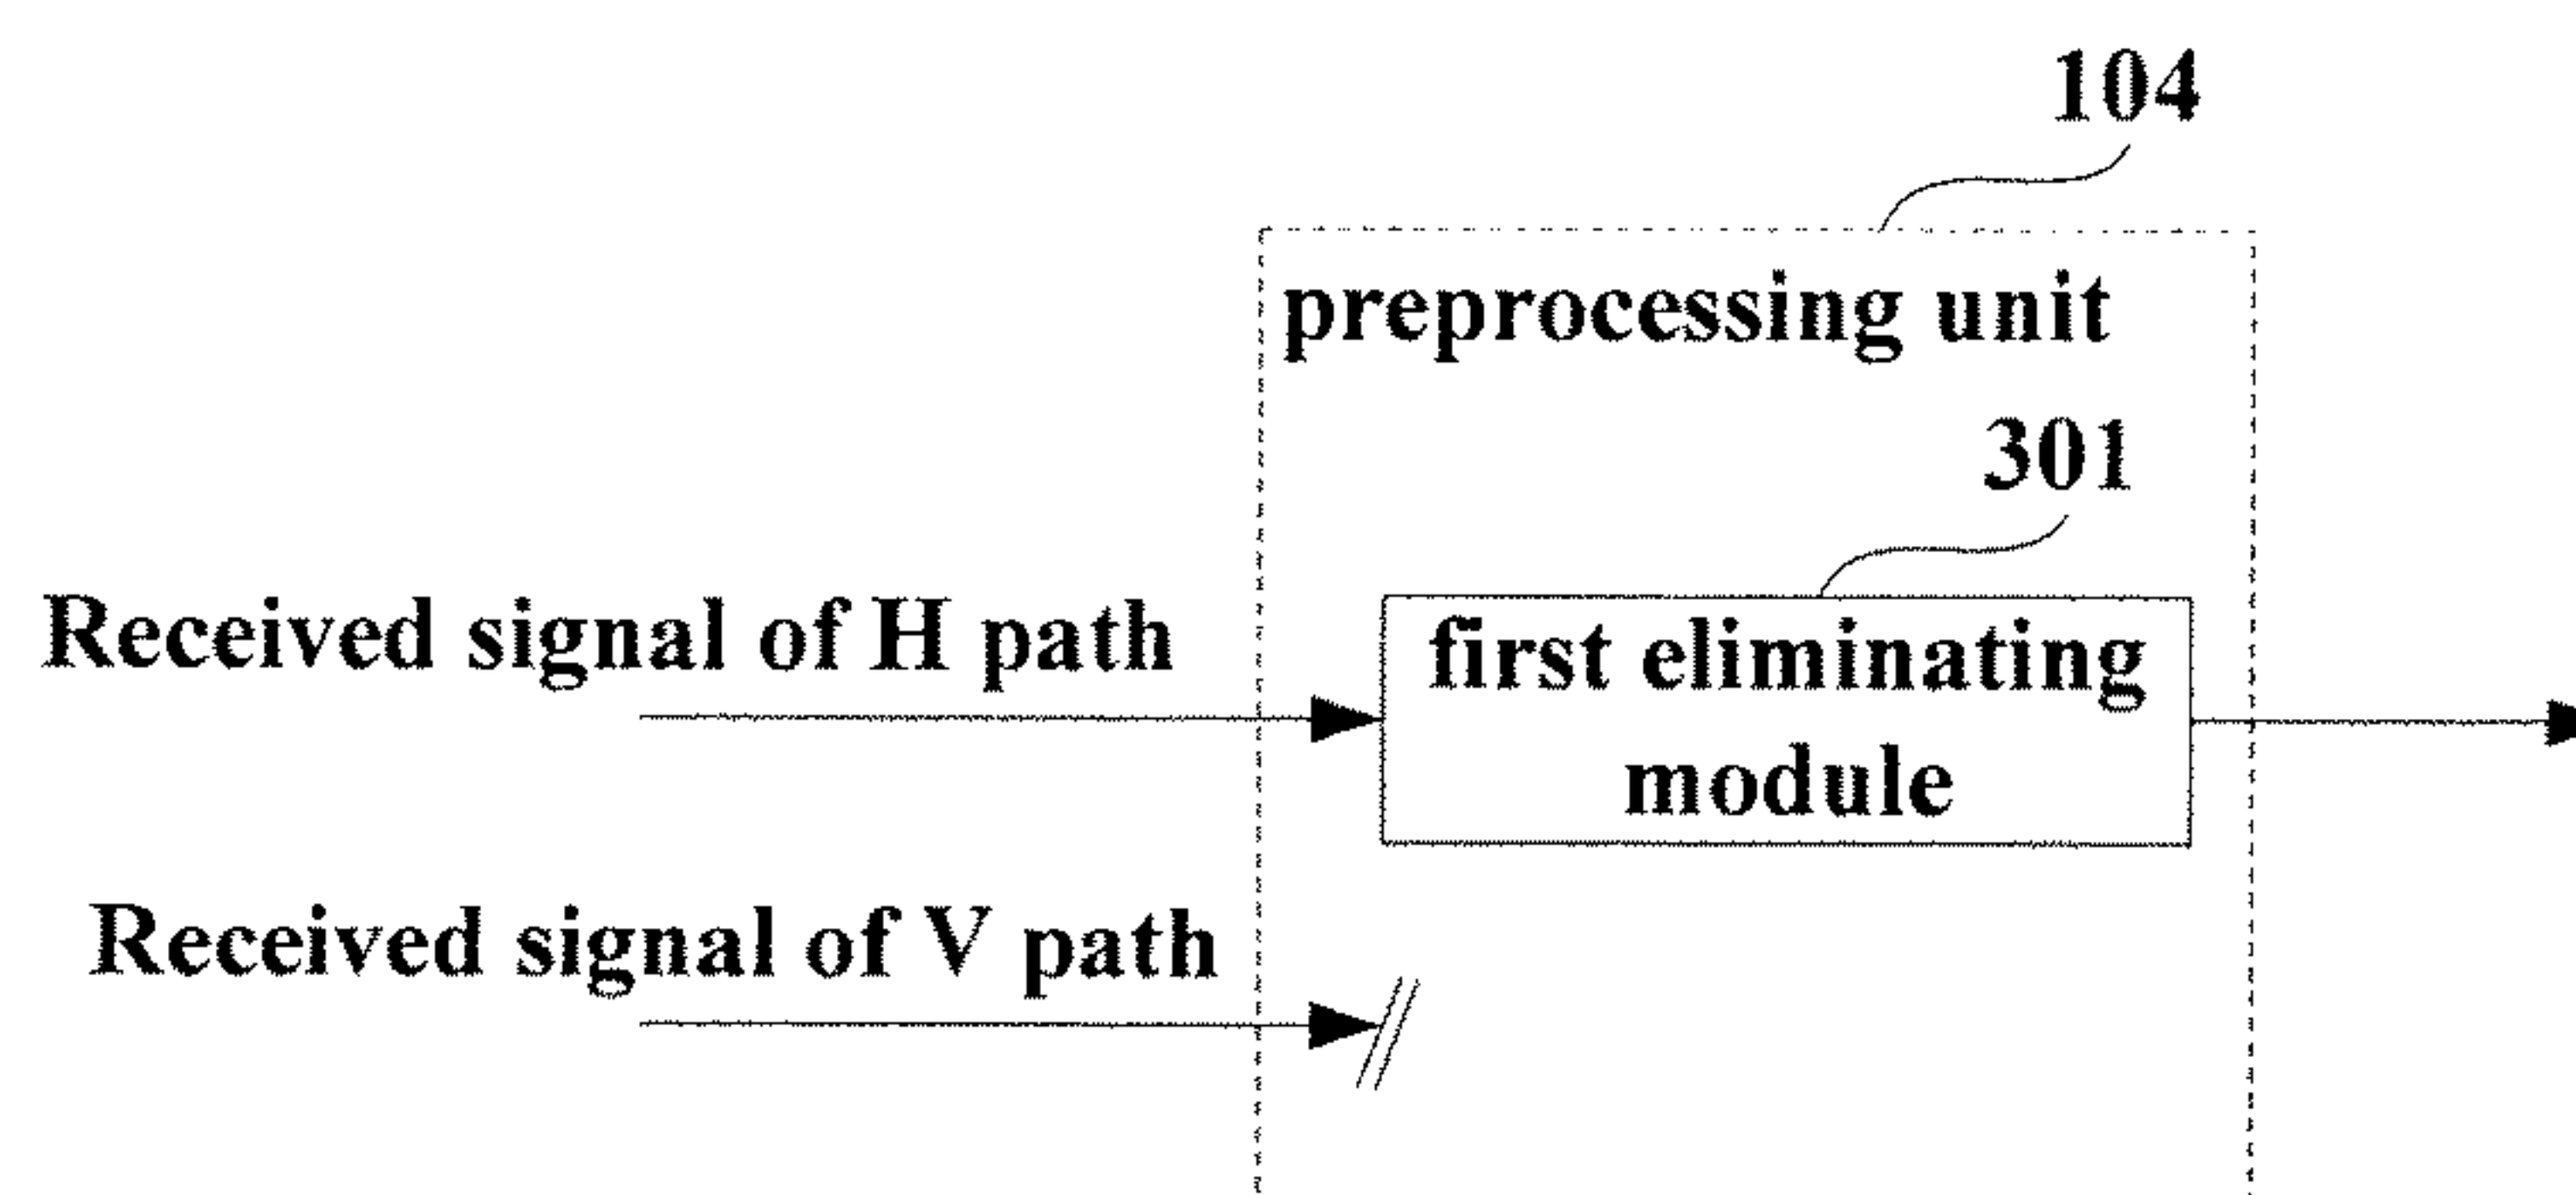 104
preprocessing unit
301
Received signal of H path
first eliminating
module
Received signal of V path